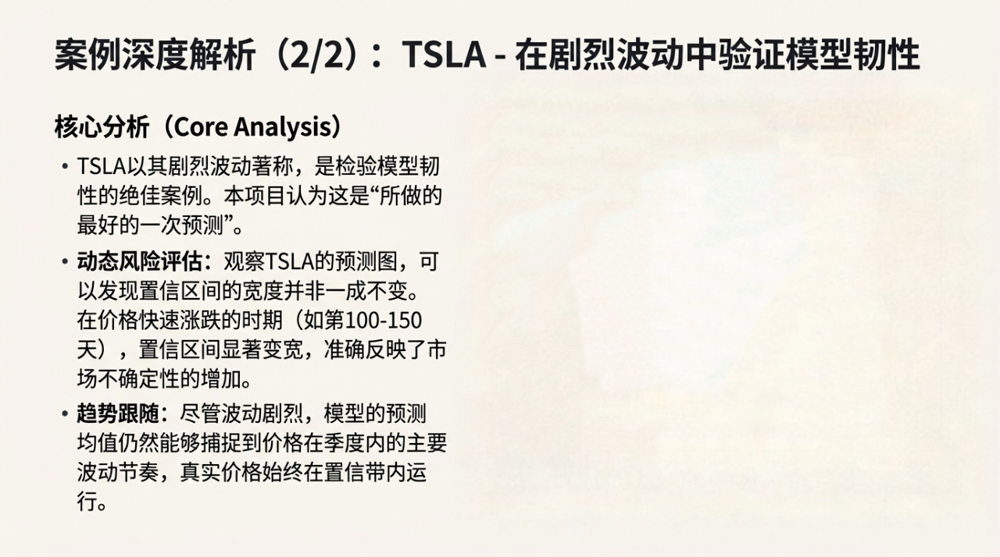 案例深度解析（2/2）：TSLA - 在剧烈波动中验证模型韧性
核心分析（Core Analysis）
• TSLA以其剧烈波动著称，是检验模型韧
性的绝佳案例。本项目认为这是“所做的
最好的一次预测”。
• 动态风险评估：观察TSLA的预测图，可
以发现置信区间的宽度并非一成不变。
在价格快速涨跌的时期（如第100-150
天），置信区间显著变宽，准确反映了市
场不确定性的增加。
• 趋势跟随：尽管波动剧烈，模型的预测
均值仍然能够捕捉到价格在季度内的主要
波动节奏，真实价格始终在置信带内运
行。